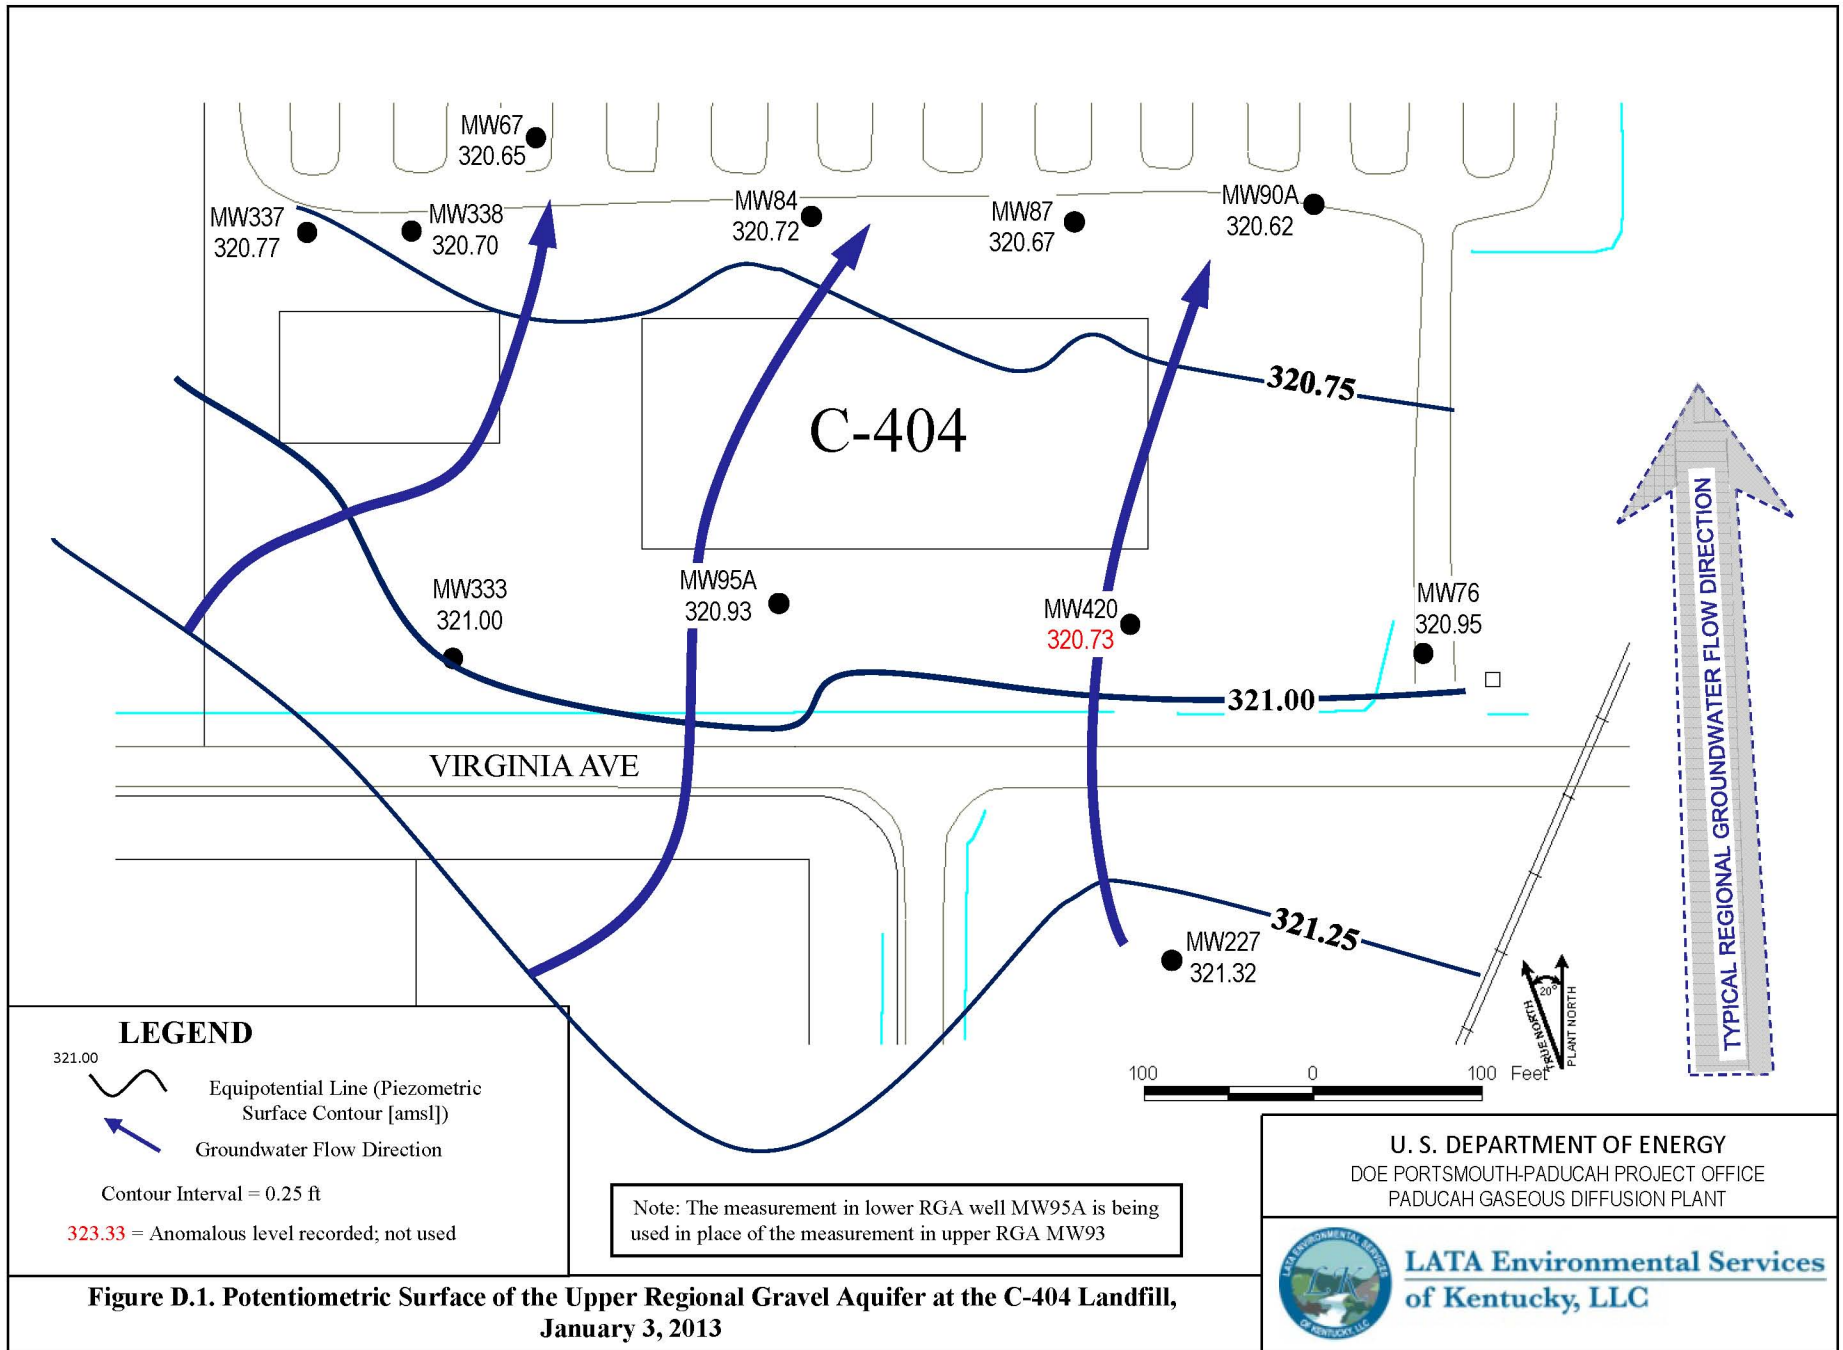 MW67
320.65
MW337
320.77
MW338
320.70
MW84
320.72
MW87
320.67
MW90A
320.62
320.75
C-404
MW333
321.00
MW95A
320.93
MW420
320.73
MW76
320.95
321.00
VIRGINIA AVE
321.25
MW227
321.32
TYPICAL REGIONAL GROUNDWATER FLOW DIRECTION
20°
TRUE NORTH
PLANT NORTH
100 0 100 Feet
LEGEND
321.00
Equipotential Line (Piezometric
Surface Contour [amsl])
Groundwater Flow Direction
Contour Interval = 0.25 ft
323.33 = Anomalous level recorded; not used
Note: The measurement in lower RGA well MW95A is being
used in place of the measurement in upper RGA MW93
U. S. DEPARTMENT OF ENERGY
DOE PORTSMOUTH-PADUCAH PROJECT OFFICE
PADUCAH GASEOUS DIFFUSION PLANT
LATA ENVIRONMENTAL SERVICES
LK
OF KENTUCKY, LLC
LATA Environmental Services
of Kentucky, LLC
Figure D.1. Potentiometric Surface of the Upper Regional Gravel Aquifer at the C-404 Landfill,
January 3, 2013